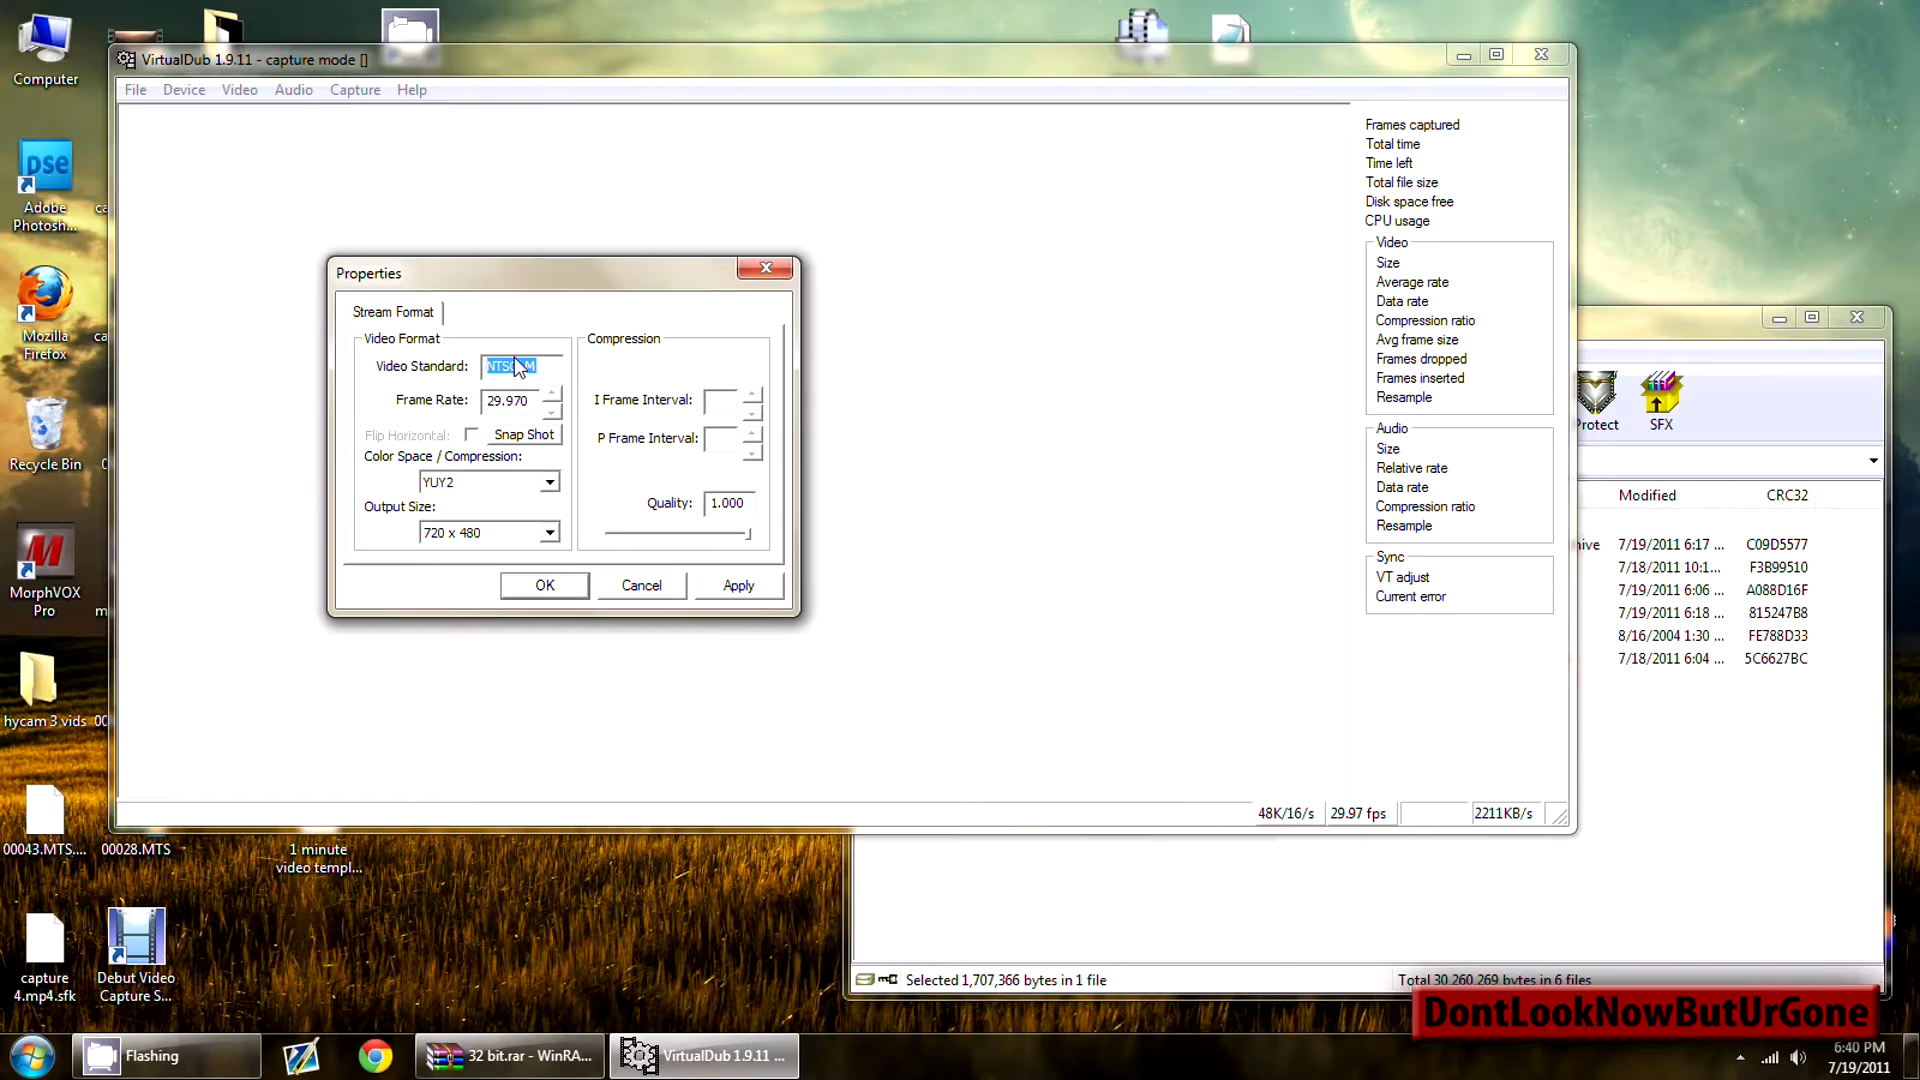 Computer
Adobe
Photosh...
Mozilla
Firefox
Recycle Bin
MorphVOX
Pro
hycam 3 vids
00043.MTS....
00028.MTS
1 minute
video templ...
capture
4.mp4.sfk
Debut Video
Capture S...
VirtualDub 1.9.11 - capture mode []
File Device Video Audio Capture Help
Frames captured
Total time
Time left
Total file size
Disk space free
CPU usage
Video
Size
Average rate
Data rate
Compression ratio
Avg frame size
Frames dropped
Frames inserted
Resample
Audio
Size
Relative rate
Data rate
Compression ratio
Resample
Sync
VT adjust
Current error
48K/16/s 29.97 fps 2211KB/s
Properties
Stream Format
Video Format
Video Standard:
Frame Rate: 29.970
Flip Horizontal: Snap Shot
Color Space / Compression:
YUY2
Output Size:
720 x 480
Compression
I Frame Interval:
P Frame Interval:
Quality: 1.000
OK Cancel Apply
Protect SFX
Modified CRC32
7/19/2011 6:17 ... C09D5577
7/18/2011 10:1... F3B99510
7/19/2011 6:06 ... A088D16F
7/19/2011 6:18 ... 815247B8
8/16/2004 1:30 ... FE788D33
7/18/2011 6:04 ... 5C6627BC
Selected 1,707,366 bytes in 1 file
Total 30,260,269 bytes in 6 files
DontLookNowButUrGone
Flashing
32 bit.rar - WinRA...
VirtualDub 1.9.11 ...
6:40 PM
7/19/2011